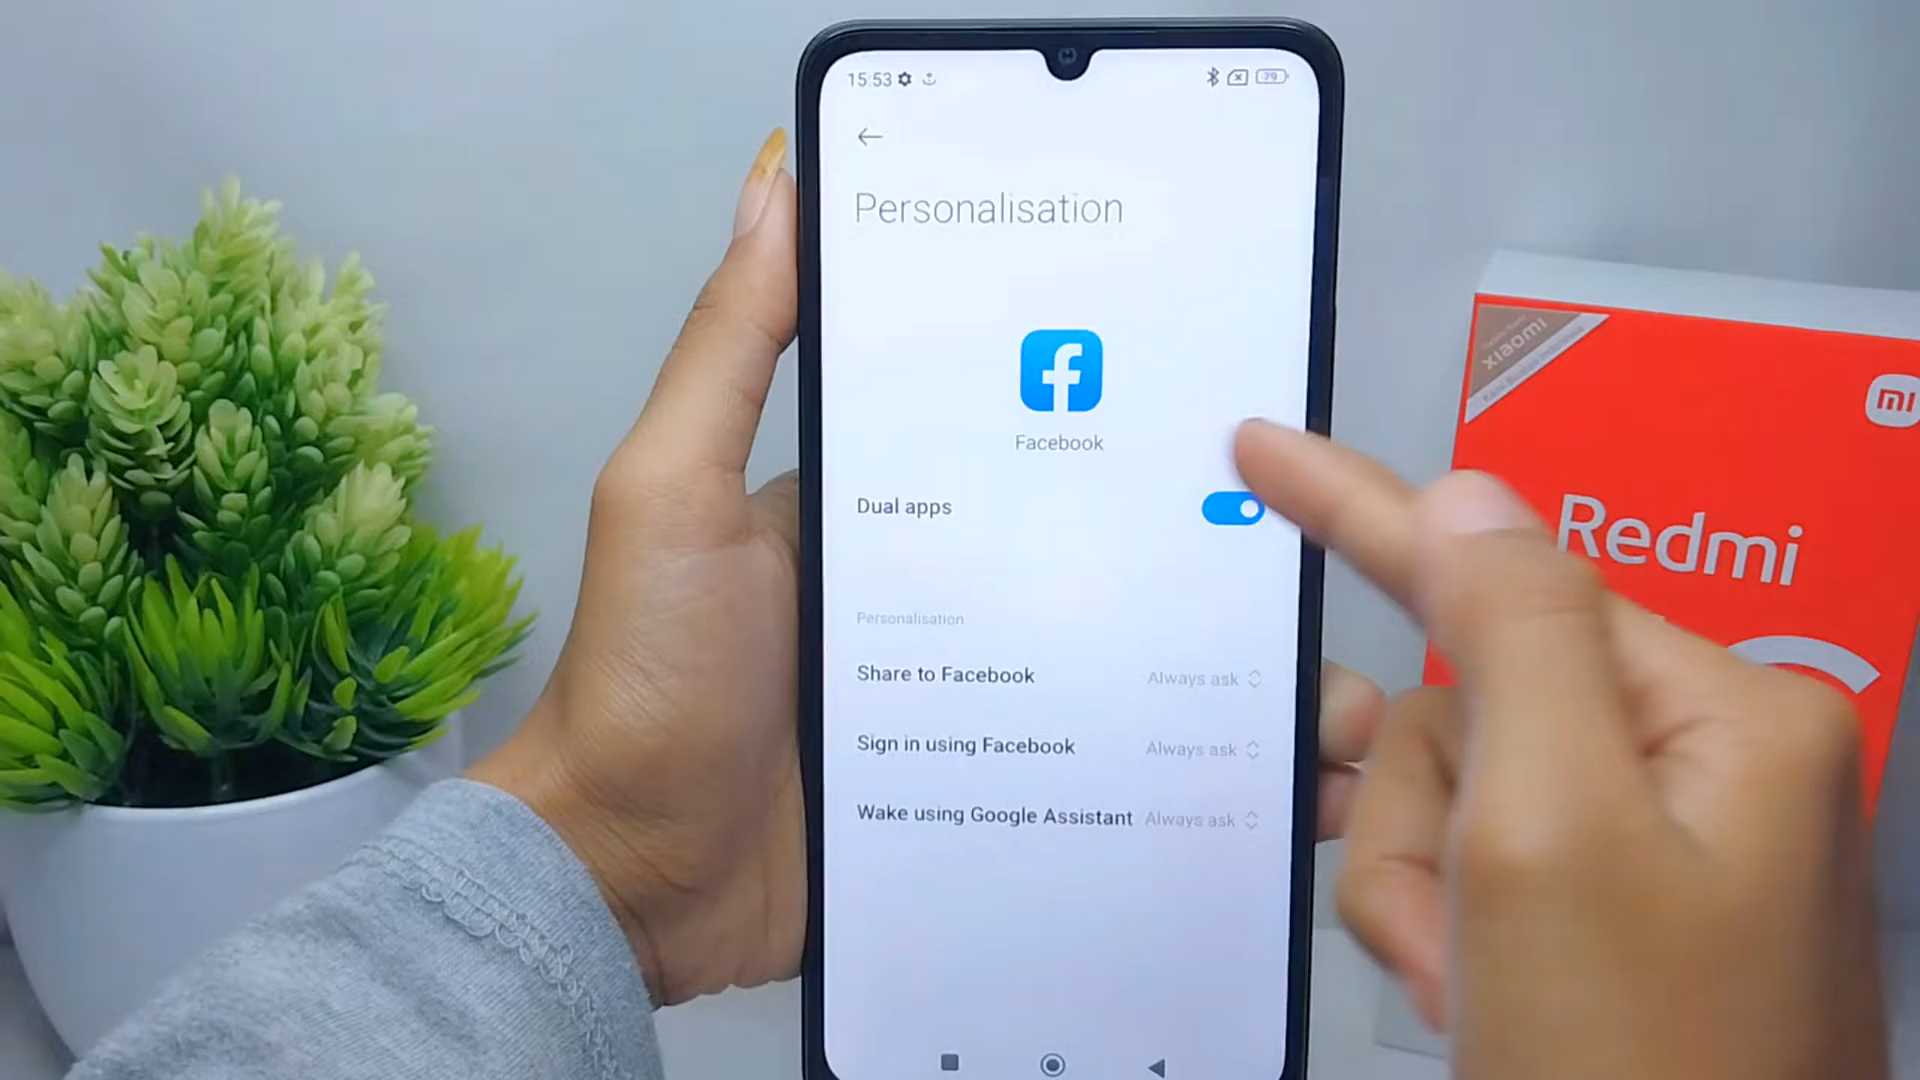 15:53
79
Personalisation
Facebook
Dual apps
Personalisation
Share to Facebook Always ask
Sign in using Facebook Always ask
Wake using Google Assistant Always ask
xiaomi
mi
Redmi